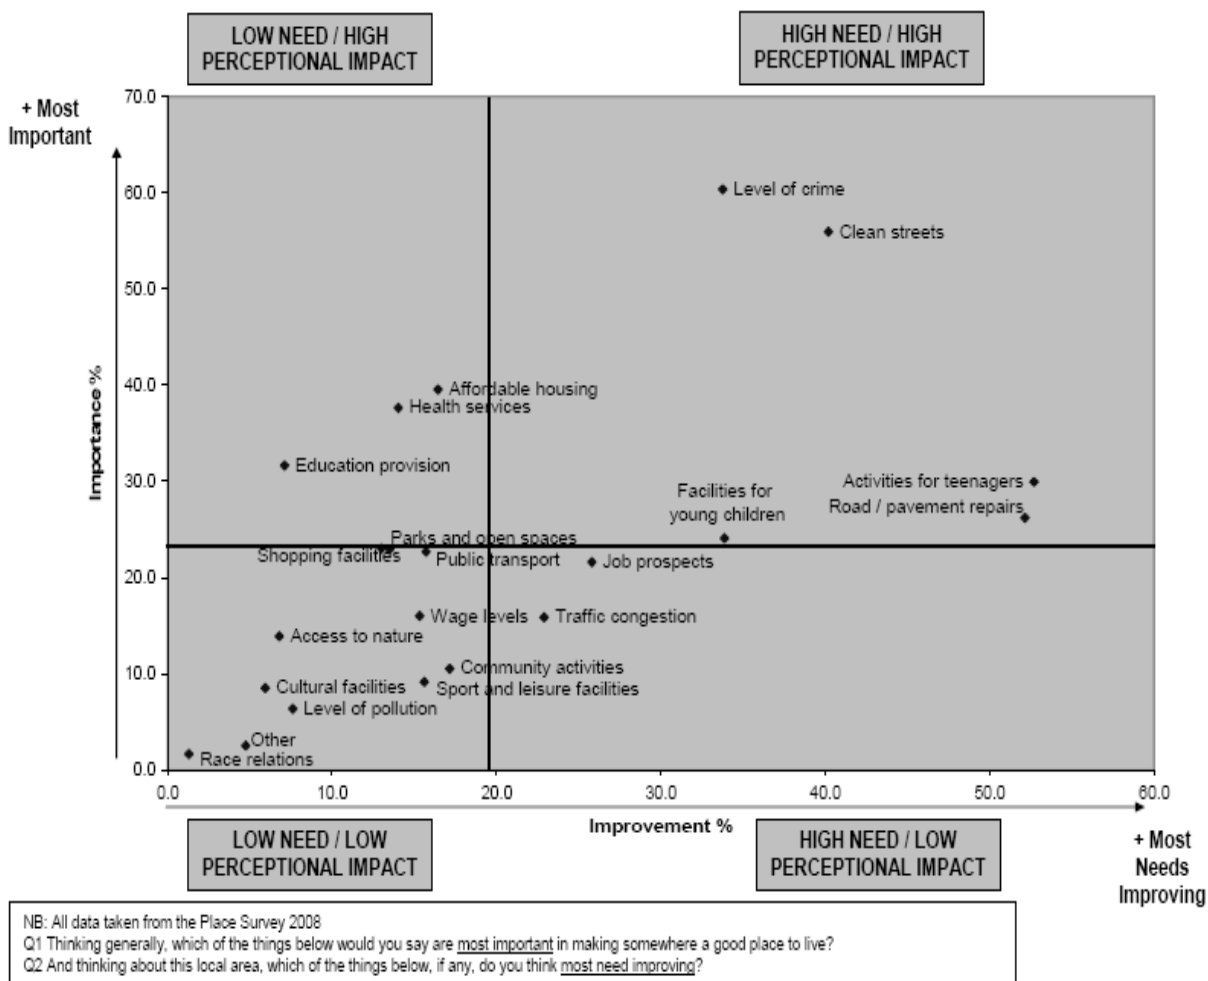 LOW NEED / HIGH
PERCEPTIONAL IMPACT
HIGH NEED / HIGH
PERCEPTIONAL IMPACT
+ Most
Important
70.0
60.0
50.0
40.0
30.0
20.0
10.0
0.0
Importance %
Level of crime
Clean streets
Affordable housing
Health services
Education provision
Activities for teenagers
Facilities for
young children
Road / pavement repairs
Parks and open spaces
Shopping facilities
Public transport
Job prospects
Wage levels
Traffic congestion
Access to nature
Community activities
Cultural facilities
Sport and leisure facilities
Level of pollution
Other
Race relations
0.0
10.0
20.0
30.0
40.0
50.0
60.0
Improvement %
LOW NEED / LOW
PERCEPTIONAL IMPACT
HIGH NEED / LOW
PERCEPTIONAL IMPACT
+ Most
Needs
Improving
NB: All data taken from the Place Survey 2008
Q1 Thinking generally, which of the things below would you say are most important in making somewhere a good place to live?
Q2 And thinking about this local area, which of the things below, if any, do you think most need improving?